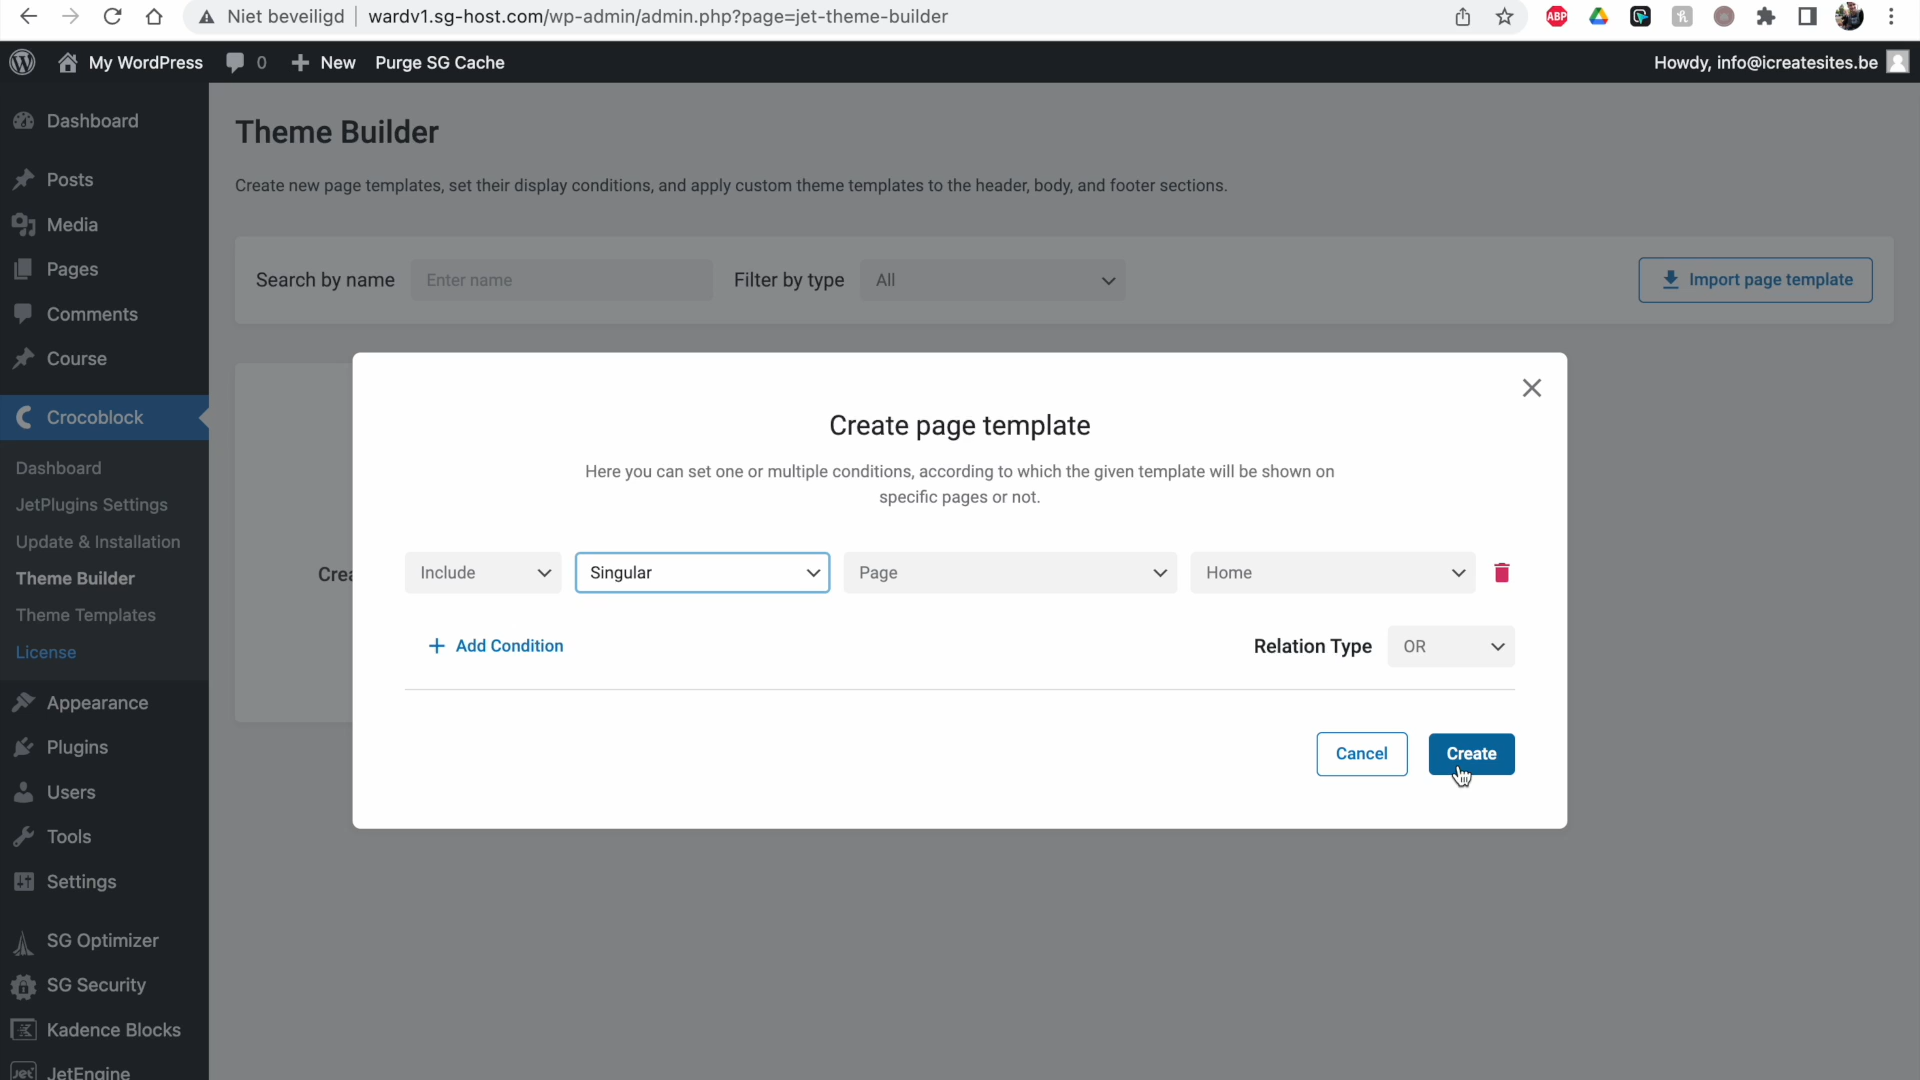 Niet beveiligd
wardv1.sg-host.com/wp-admin/admin.php?page=jet-theme-builder
ABP
My WordPress
0
New
Purge SG Cache
Howdy, info@icreatesites.be
Dashboard
Posts
Media
Pages
Comments
Course
Crocoblock
Dashboard
JetPlugins Settings
Update & Installation
Theme Builder
Theme Templates
License
Appearance
Plugins
Users
Tools
Settings
SG Optimizer
SG Security
Kadence Blocks
Jet
JetEngine
Theme Builder
Create new page templates, set their display conditions, and apply custom theme templates to the header, body, and footer sections.
Search by name
Enter name
Filter by type
All
Import page template
Crea
Create page template
Here you can set one or multiple conditions, according to which the given template will be shown on
specific pages or not.
Include
Singular
Page
Home
Add Condition
Relation Type
OR
Cancel
Create